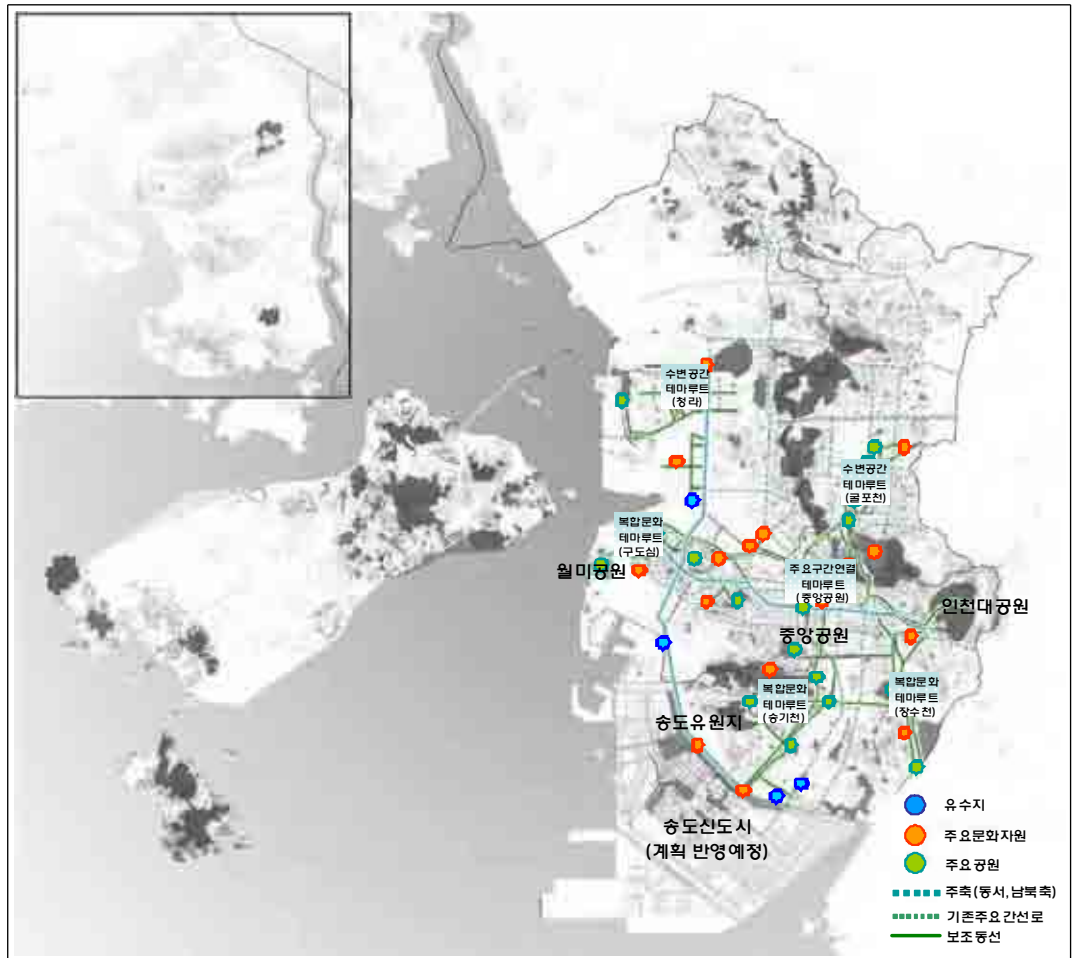 수변공간
테마루트
(청라)
수변공간
테마루트
(굴포천)
복합문화
테마루트
(구도심)
월미공원
주요구간연결
테마루트
(중앙공원)
인천대공원
중앙공원
복합문화
테마루트
(승기천)
복합문화
테마루트
(장수천)
송도유원지
송도신도시
(계획 반영예정)
유수지
주요문화자원
주요공원
주축(동서,남북축)
기존주요간선로
보조동선